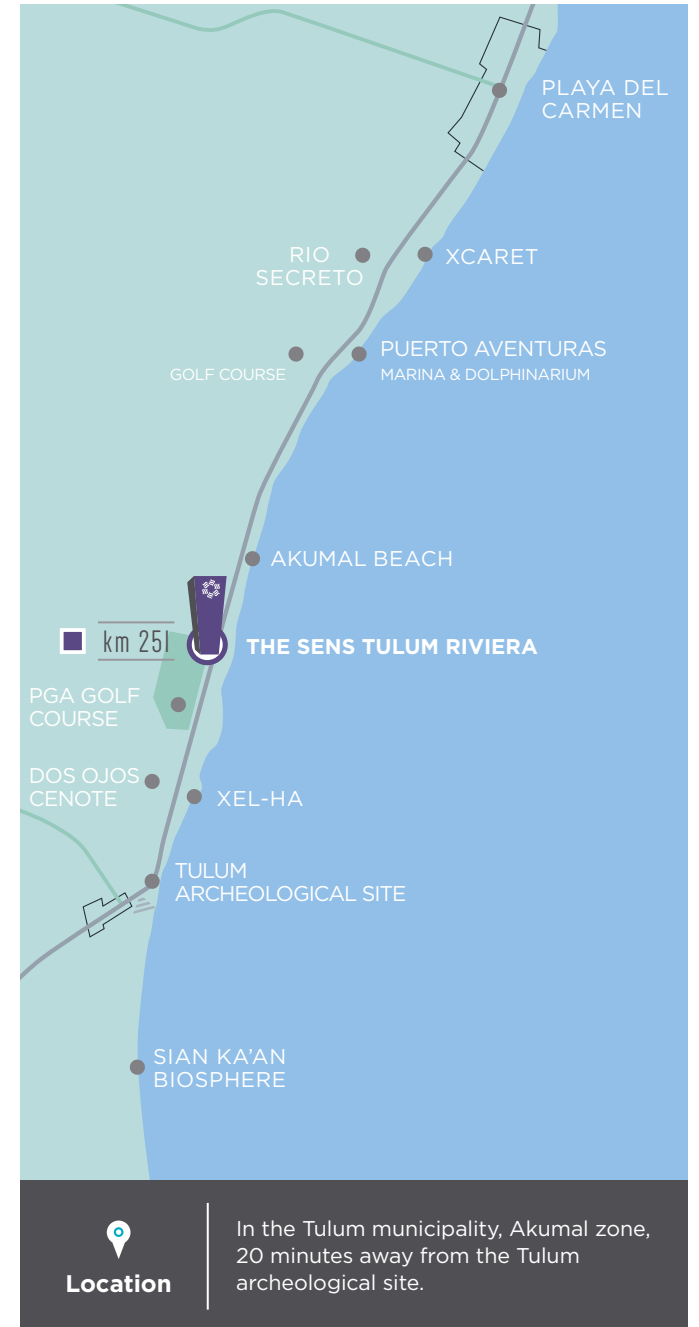 PLAYA DEL
CARMEN
RIO
SECRETO
XCARET
PUERTO AVENTURAS
MARINA & DOLPHINARIUM
GOLF COURSE
AKUMAL BEACH
km 251
THE SENS TULUM RIVIERA
PGA GOLF
COURSE
DOS OJOS
CENOTE
XEL-HA
TULUM
ARCHEOLOGICAL SITE
SIAN KA'AN
BIOSPHERE
Location
In the Tulum municipality, Akumal zone,
20 minutes away from the Tulum
archeological site.